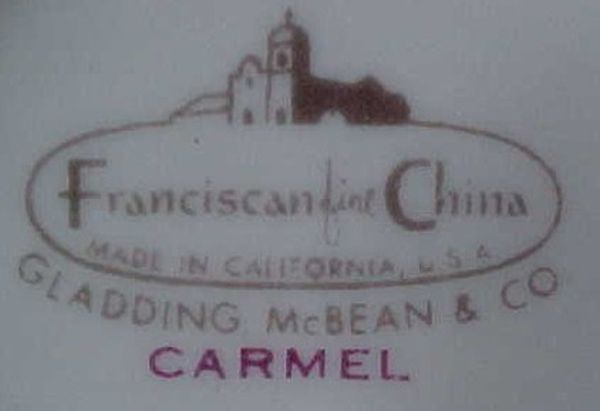 Franciscan fine China
MADE IN CALIFORNIA, U.S.A.
GLADDING McBEAN & CO
CARMEL